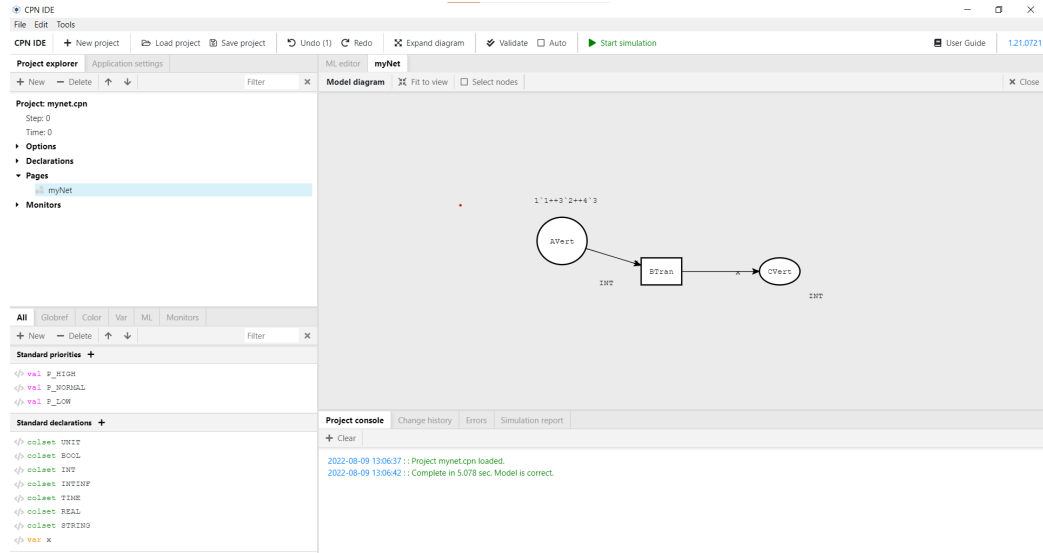 CPN IDE
File Edit Tools
CPN IDE + New project Load project Save project Undo (1) Redo Expand diagram Validate Auto Start simulation User Guide 1.21.0721
Project explorer Application settings ML editor myNet
+ New − Delete Filter × Model diagram Fit to view Select nodes × Close
Project: mynet.cpn
Step: 0
Time: 0
Options
Declarations
Pages
myNet
Monitors
1`1++3`2++4`3
AVert
INT
BTran
x
CVert
INT
All Globref Color Var ML Monitors
+ New − Delete Filter ×
Standard priorities +
</> val P_HIGH
</> val P_NORMAL
</> val P_LOW
Standard declarations +
</> colset UNIT
</> colset BOOL
</> colset INT
</> colset INTINF
</> colset TIME
</> colset REAL
</> colset STRING
</> var x
Project console Change history Errors Simulation report
+ Clear
2022-08-09 13:06:37 : : Project mynet.cpn loaded.
2022-08-09 13:06:42 : : Complete in 5.078 sec. Model is correct.